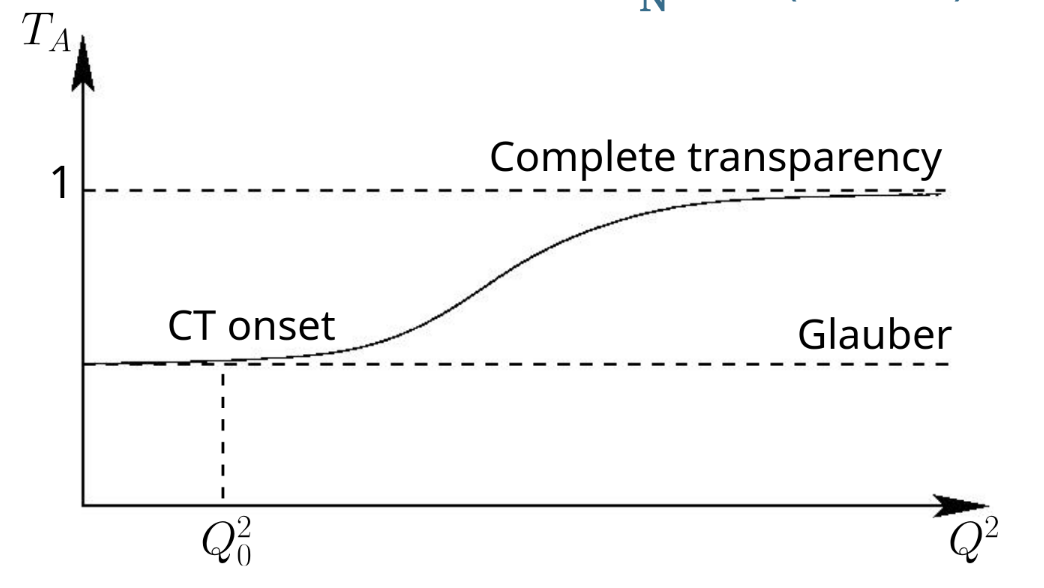 N
T_A
Complete transparency
1
CT onset
Glauber
Q_0^2
Q^2